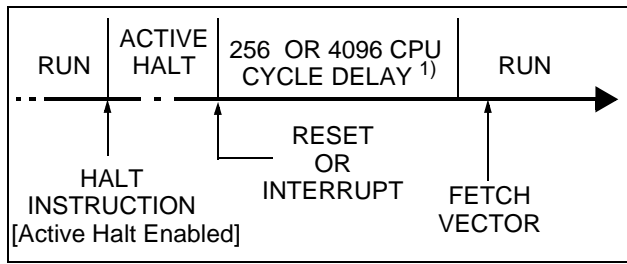 RUN
ACTIVE
HALT
256 OR 4096 CPU
CYCLE DELAY 1)
RUN
HALT
INSTRUCTION
[Active Halt Enabled]
RESET
OR
INTERRUPT
FETCH
VECTOR